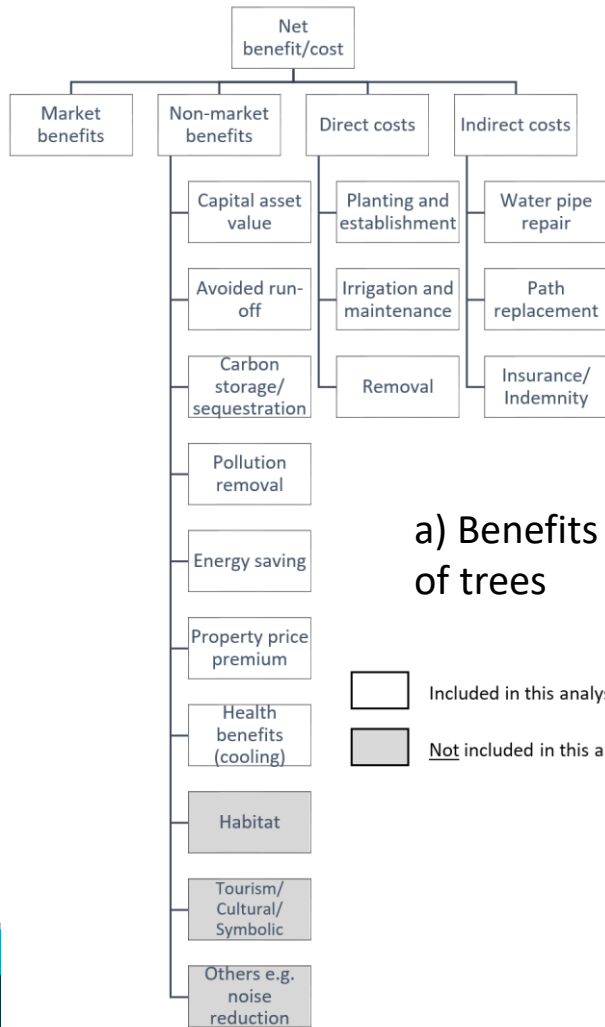 Net
benefit/cost
Market
benefits
Non-market
benefits
Direct costs
Indirect costs
Capital asset
value
Avoided run-
off
Carbon
storage/
sequestration
Pollution
removal
Energy saving
Property price
premium
Health
benefits
(cooling)
Habitat
Tourism/
Cultural/
Symbolic
Others e.g.
noise
reduction
Planting and
establishment
Irrigation and
maintenance
Removal
Water pipe
repair
Path
replacement
Insurance/
Indemnity
a) Benefits
of trees
Included in this
Not included in this